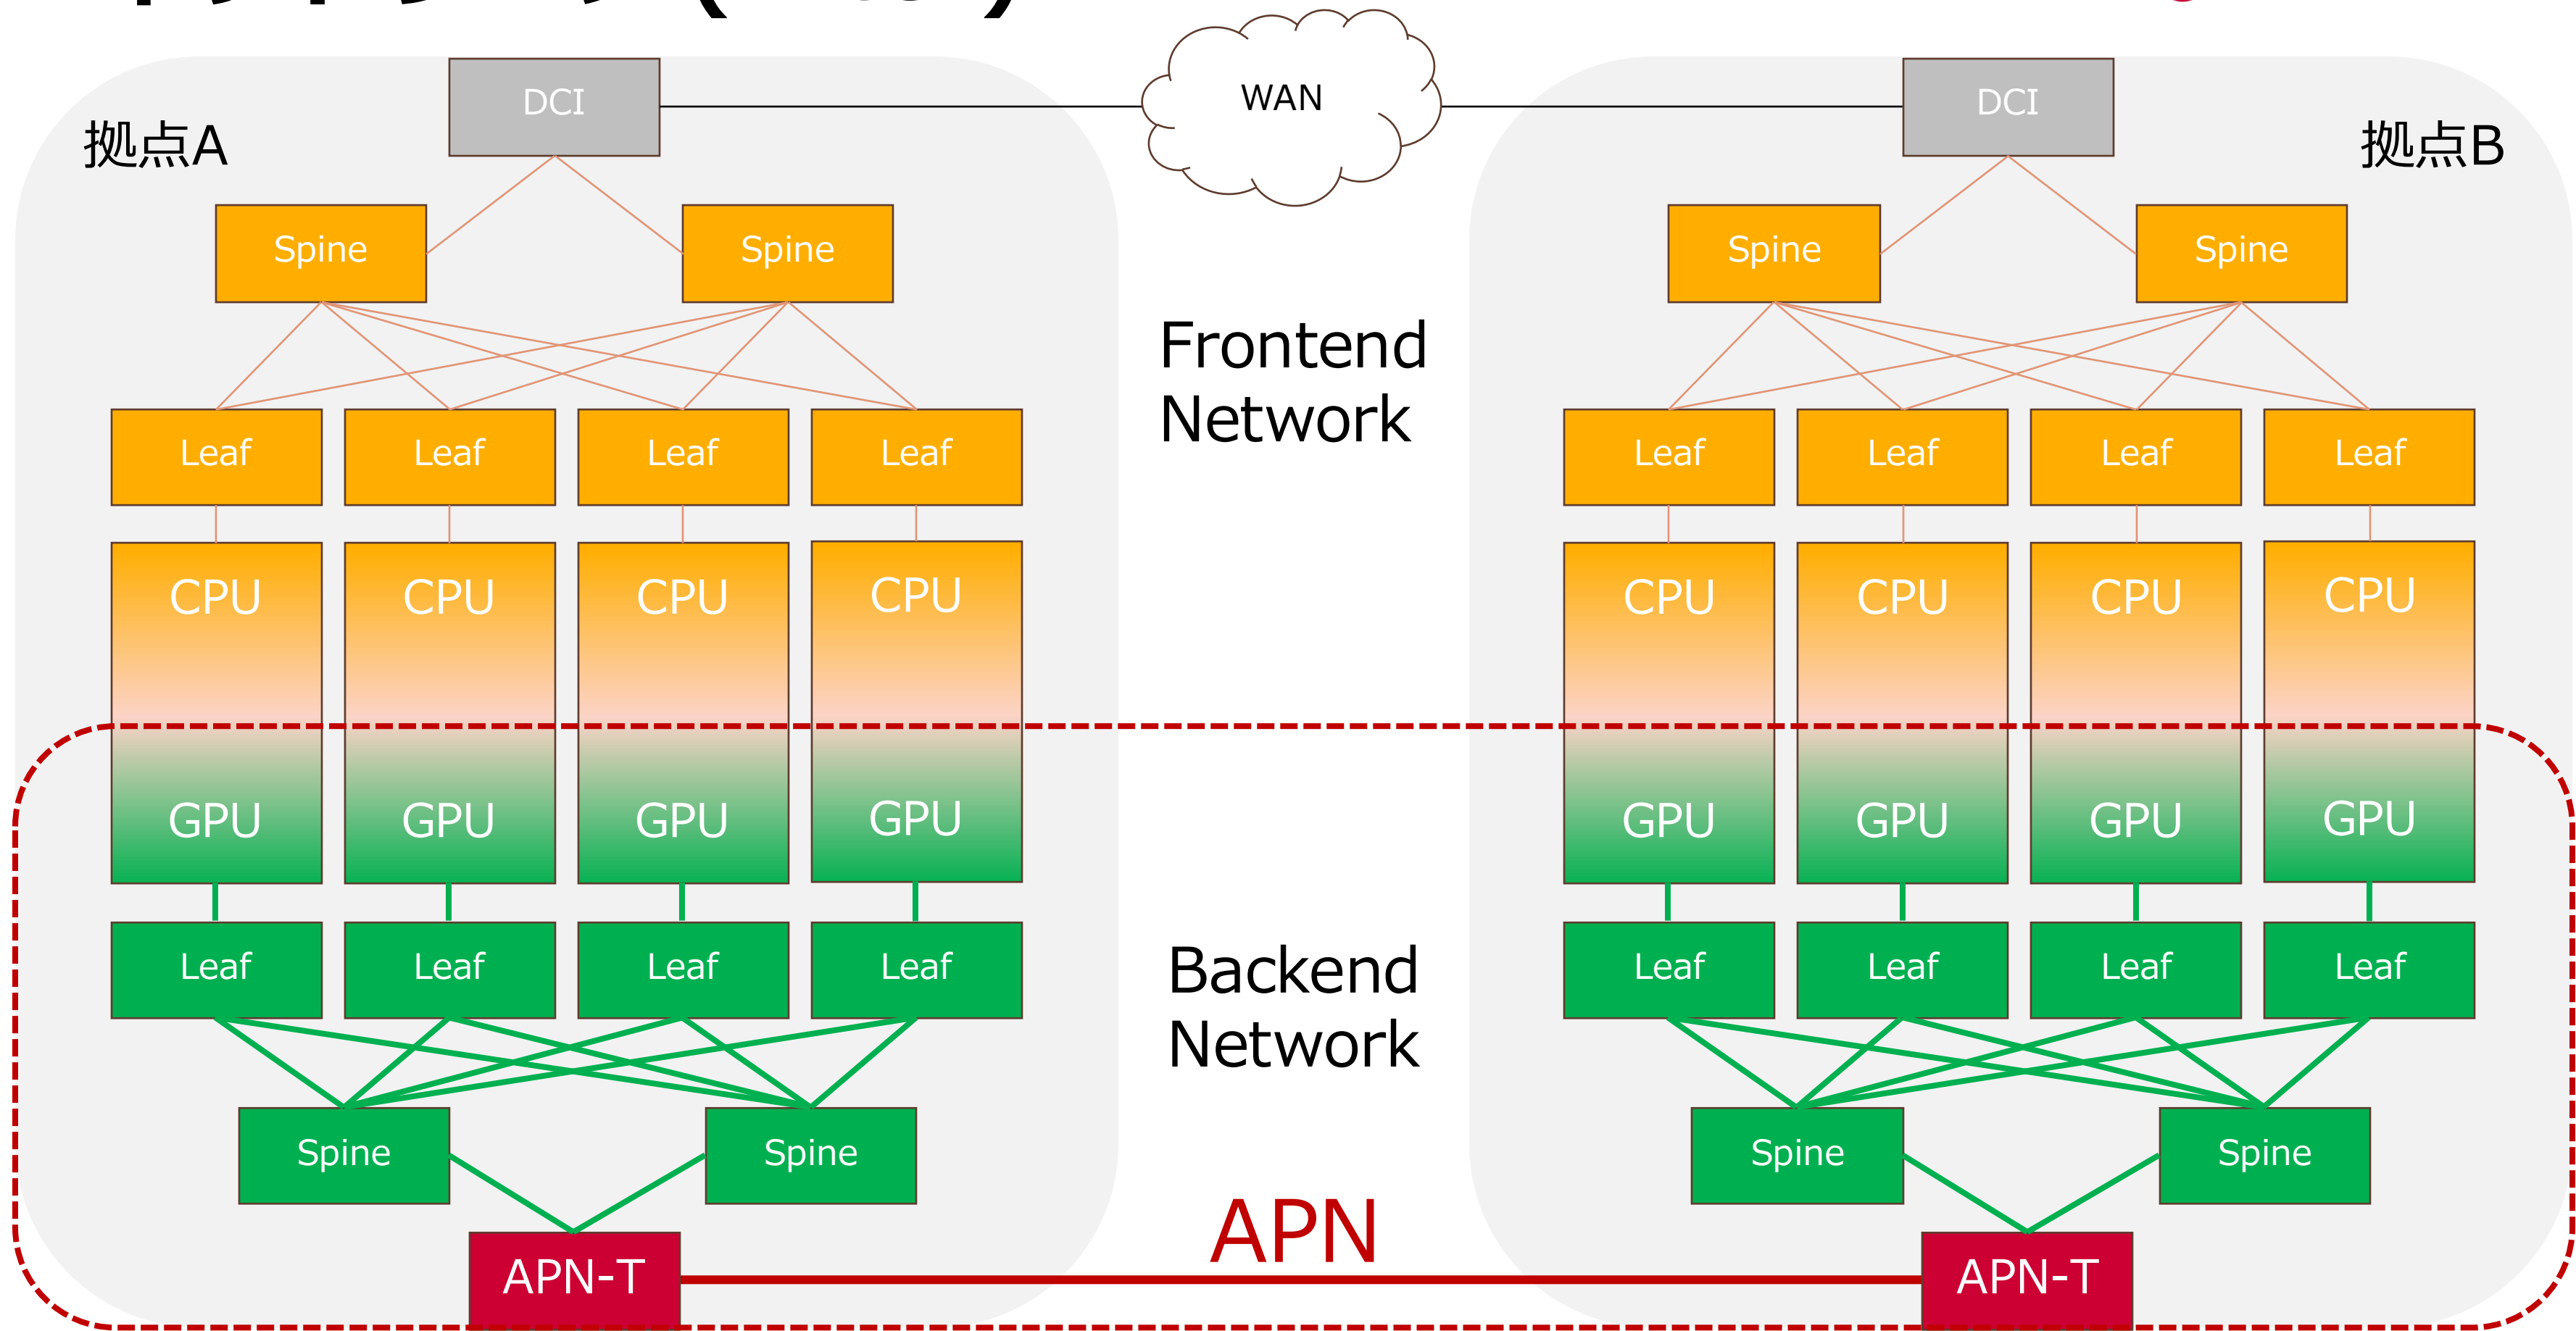 DCI
WAN
DCI
拠点A
拠点B
Spine
Spine
Spine
Spine
Frontend
Network
Leaf
Leaf
Leaf
Leaf
Leaf
Leaf
Leaf
Leaf
CPU
CPU
CPU
CPU
CPU
CPU
CPU
CPU
GPU
GPU
GPU
GPU
GPU
GPU
GPU
GPU
Leaf
Leaf
Leaf
Leaf
Leaf
Leaf
Leaf
Leaf
Backend
Network
Spine
Spine
Spine
Spine
APN
APN-T
APN-T